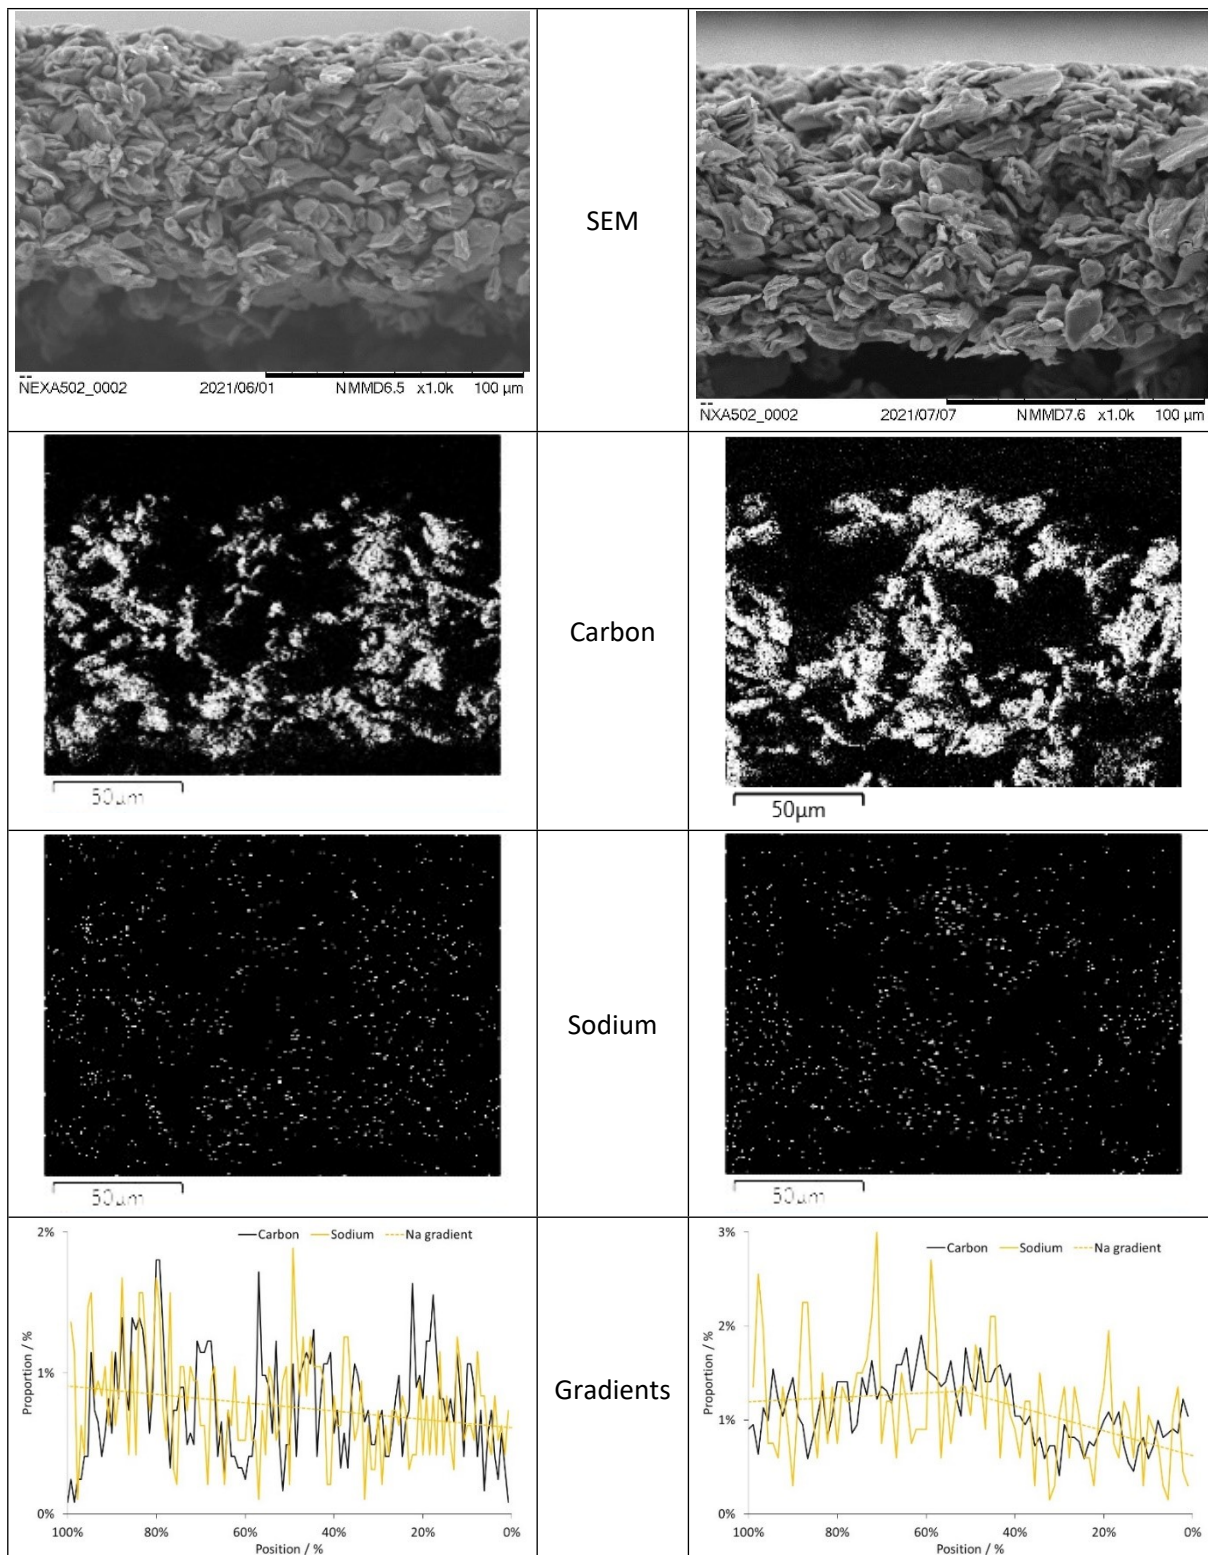 NEXA502_0002 2021/06/01 NMMD6.5 x1.0k 100 µm
SEM
NXA502_0002 2021/07/07 NMMD7.6 x1.0k 100 µm
50µm
Carbon
50µm
50µm
Sodium
50µm
Carbon Sodium Na gradient
2%
1%
0%
Proportion / %
100% 80% 60% 40% 20% 0%
Position / %
Gradients
Carbon Sodium Na gradient
3%
2%
1%
0%
Proportion / %
100% 80% 60% 40% 20% 0%
Position / %